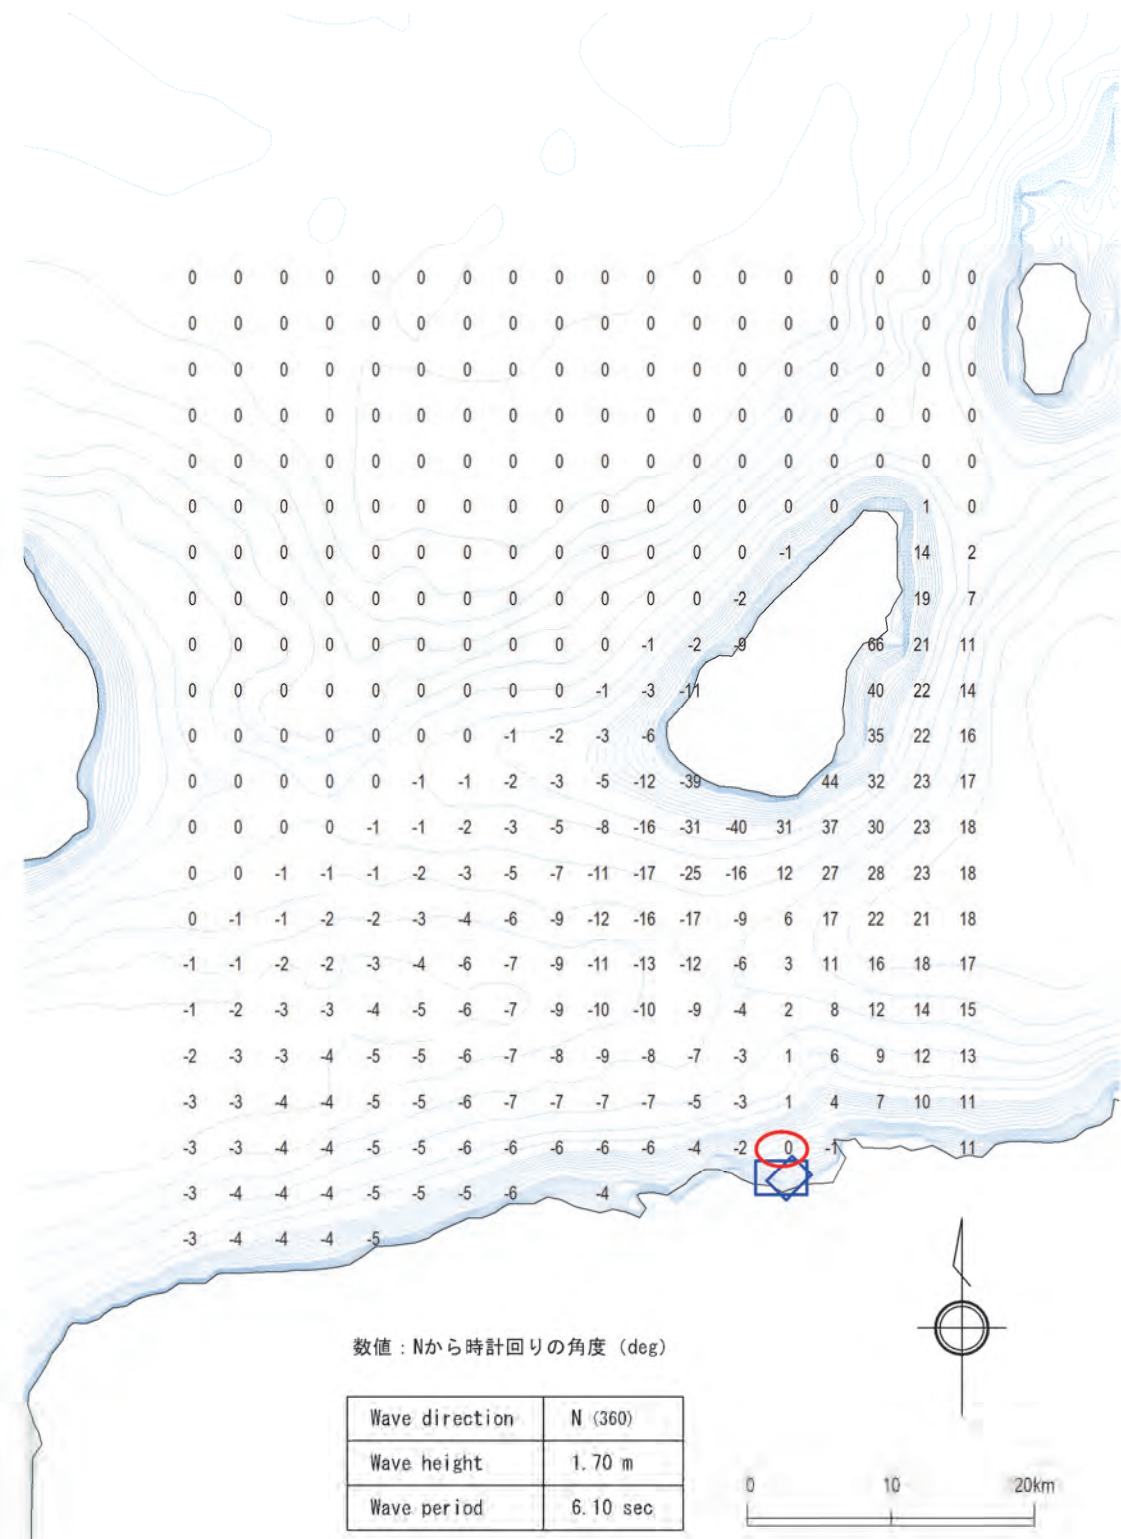 0 0 0 0 0 0 0 0 0 0 0 0 0 0 0 0 0 0
0 0 0 0 0 0 0 0 0 0 0 0 0 0 0 0 0 0
0 0 0 0 0 0 0 0 0 0 0 0 0 0 0 0 0 0
0 0 0 0 0 0 0 0 0 0 0 0 0 0 0 0 0 0
0 0 0 0 0 0 0 0 0 0 0 0 0 0 0 0 0 0
0 0 0 0 0 0 0 0 0 0 0 0 0 0 0 1 0
0 0 0 0 0 0 0 0 0 0 0 0 0 -1 14 2
0 0 0 0 0 0 0 0 0 0 0 0 -2 19 7
0 0 0 0 0 0 0 0 0 0 -1 -2 -9 66 21 11
0 0 0 0 0 0 0 0 0 -1 -3 -11 40 22 14
0 0 0 0 0 0 0 -1 -2 -3 -6 35 22 16
0 0 0 0 0 -1 -1 -2 -3 -5 -12 -39 44 32 23 17
0 0 0 0 -1 -1 -2 -3 -5 -8 -16 -31 -40 31 37 30 23 18
0 0 -1 -1 -1 -2 -3 -5 -7 -11 -17 -25 -16 12 27 28 23 18
0 -1 -1 -2 -2 -3 -4 -6 -9 -12 -16 -17 -9 6 17 22 21 18
-1 -1 -2 -2 -3 -4 -6 -7 -9 -11 -13 -12 -6 3 11 16 18 17
-1 -2 -3 -3 -4 -5 -6 -7 -9 -10 -10 -9 -4 2 8 12 14 15
-2 -3 -3 -4 -5 -5 -6 -7 -8 -9 -8 -7 -3 1 6 9 12 13
-3 -3 -4 -4 -5 -5 -6 -7 -7 -7 -7 -5 -3 1 4 7 10 11
-3 -3 -4 -4 -5 -5 -6 -6 -6 -6 -6 -4 -2 0 -1 11
-3 -4 -4 -4 -5 -5 -5 -6 -4
-3 -4 -4 -4 -5
数値：Nから時計回りの角度（deg）
Wave direction N (360)
Wave height 1.70 m
Wave period 6.10 sec
0 10 20km